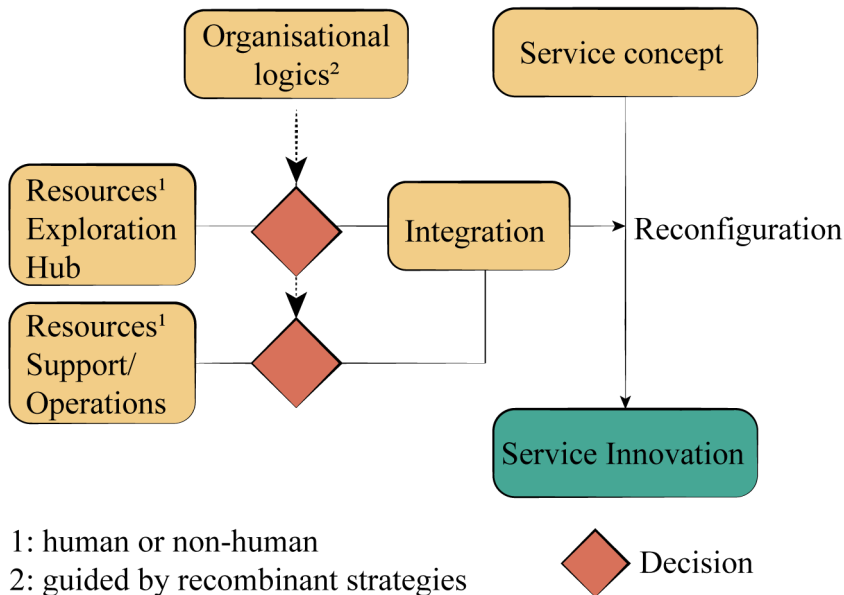 Organisational
logics²
Service concept
Resources¹
Exploration
Hub
Integration
Reconfiguration
Resources¹
Support/
Operations
Service Innovation
1: human or non-human
2: guided by recombinant strategies
Decision